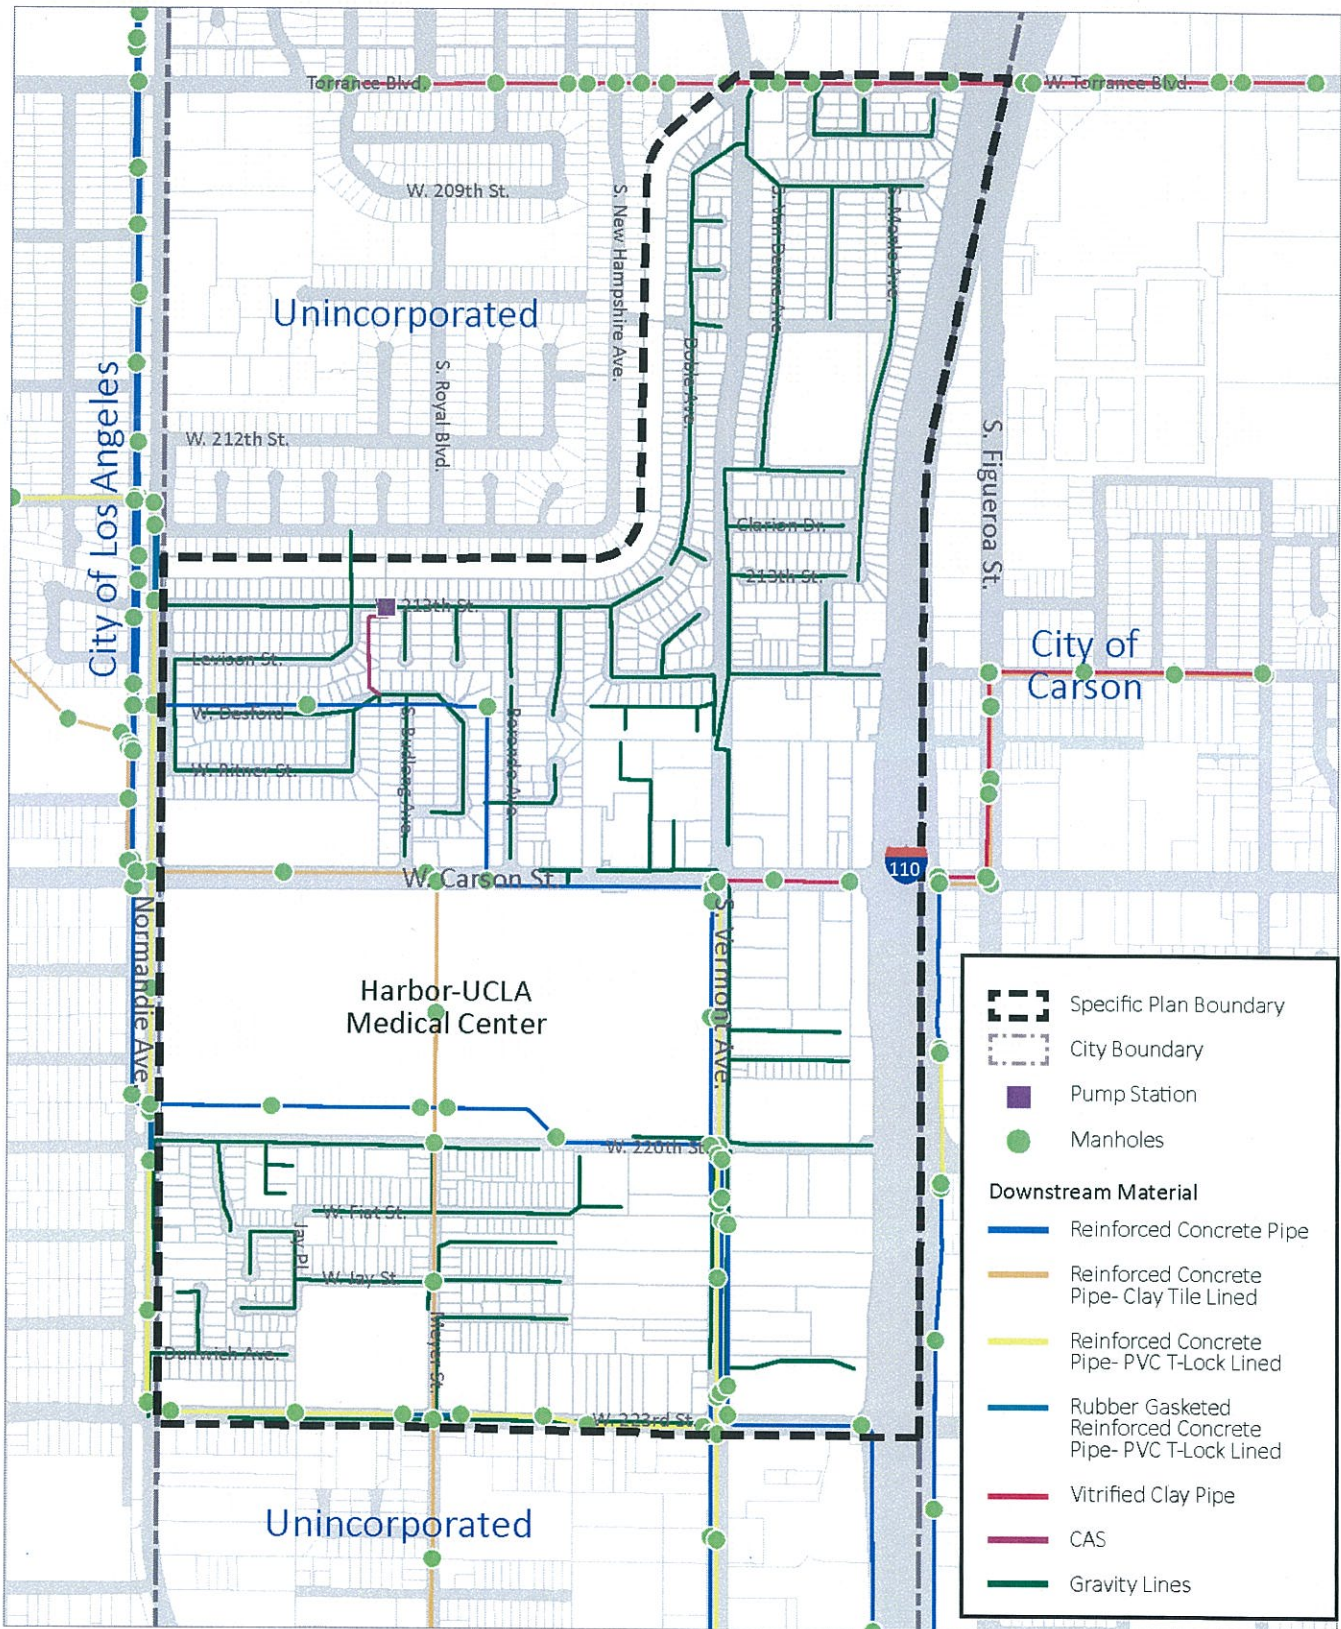 Torrance Blvd.
W. Torrance Blvd.
W. 209th St.
S. New Hampshire Ave.
S. Van Deene Ave.
S. Menlo Ave.
Unincorporated
Doble Ave.
S. Royal Blvd.
City of Los Angeles
W. 212th St.
S. Figueroa St.
Clarion Dr.
213th St.
213th St.
City of
Carson
Levison St.
W. Desford
S. Budlong Ave.
W. Ritner St.
110
W. Carson St.
Normandie Ave.
S. Vermont Ave.
Harbor-UCLA
Medical Center
W. 220th St.
W. Fiat St.
Jay Pl.
W. Jay St.
Meyer St.
Dunwich Ave.
W. 223rd St.
Unincorporated
Specific Plan Boundary
City Boundary
Pump Station
Manholes
Downstream Material
Reinforced Concrete Pipe
Reinforced Concrete
Pipe- Clay Tile Lined
Reinforced Concrete
Pipe- PVC T-Lock Lined
Rubber Gasketed
Reinforced Concrete
Pipe- PVC T-Lock Lined
Vitrified Clay Pipe
CAS
Gravity Lines